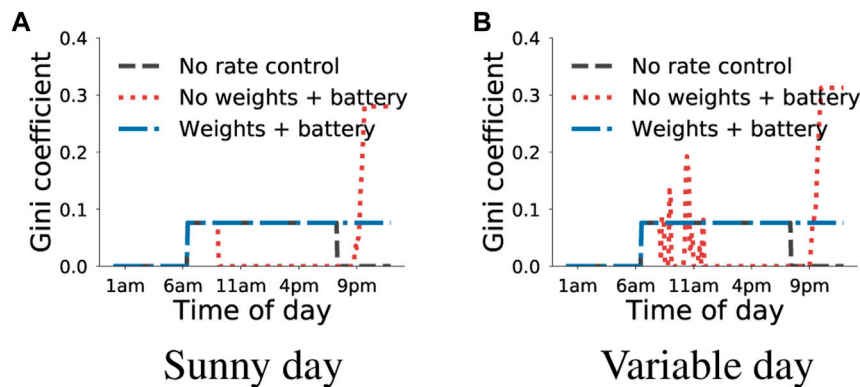 A
Gini coefficient
0.4
0.3
0.2
0.1
0.0
No rate control
No weights + battery
Weights + battery
1am 6am 11am 4pm 9pm
Time of day
Sunny day
B
Gini coefficient
0.4
0.3
0.2
0.1
0.0
No rate control
No weights + battery
Weights + battery
1am 6am 11am 4pm 9pm
Time of day
Variable day